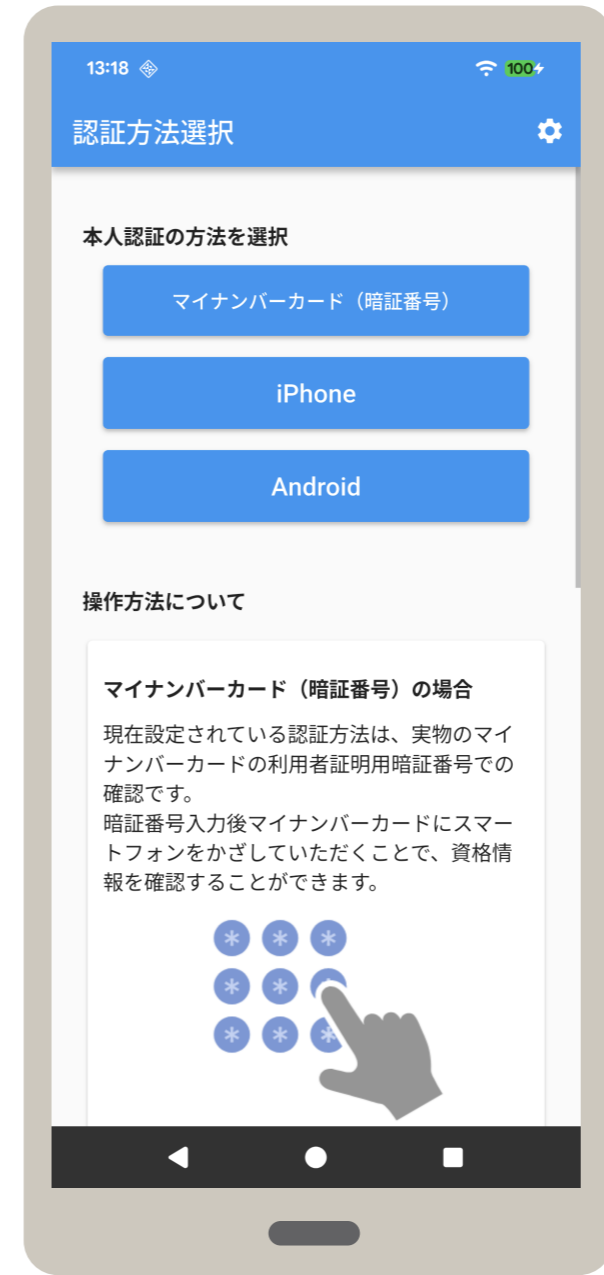 13:18
100
認証方法選択
本人認証の方法を選択
マイナンバーカード（暗証番号）
iPhone
Android
操作方法について
マイナンバーカード（暗証番号）の場合
現在設定されている認証方法は、実物のマイ
ナンバーカードの利用者証明用暗証番号での
確認です。
暗証番号入力後マイナンバーカードにスマー
トフォンをかざしていただくことで、資格情
報を確認することができます。
* * *
* * *
* * *